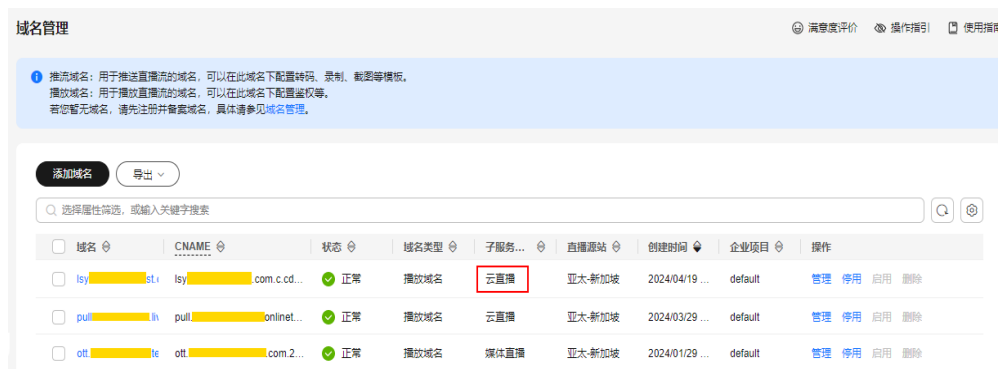 域名管理
满意度评价 操作指引 使用指南
推流域名：用于推送直播流的域名，可以在此域名下配置转码、录制、截图等模板。
播放域名：用于播放直播流的域名，可以在此域名下配置鉴权等。
若您暂无域名，请先注册并备案域名，具体请参见域名管理。
添加域名 导出
选择属性筛选，或输入关键字搜索
域名 CNAME 状态 域名类型 子服务... 直播源站 创建时间 企业项目 操作
lsy st. lsy .com.c.cd... 正常 播放域名 云直播 亚太-新加坡 2024/04/19 ... default 管理 停用 启用 删除
pull .liv pull. onlinet... 正常 播放域名 云直播 亚太-新加坡 2024/03/29 ... default 管理 停用 启用 删除
ott. te ott. .com.2... 正常 播放域名 媒体直播 亚太-新加坡 2024/01/29 ... default 管理 停用 启用 删除